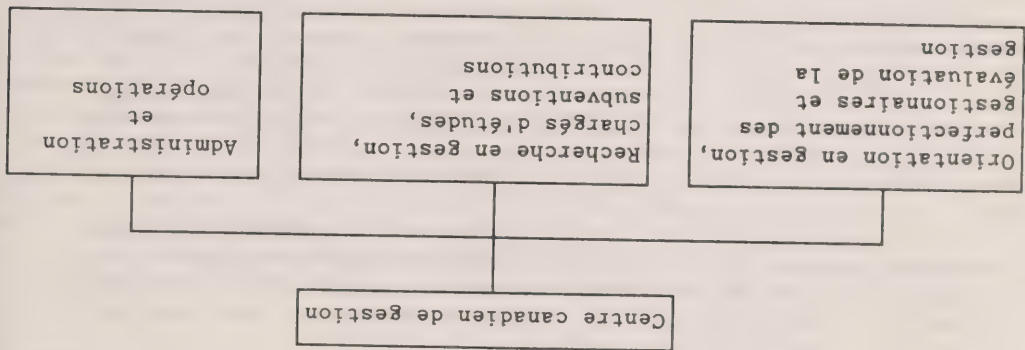 Centre canadien de gestion
Orientation en gestion,
perfectionnement des
gestionnaires et
évaluation de la
gestion
Recherche en gestion,
chargés d'études,
subventions et
contributions
Administration
et
opérations